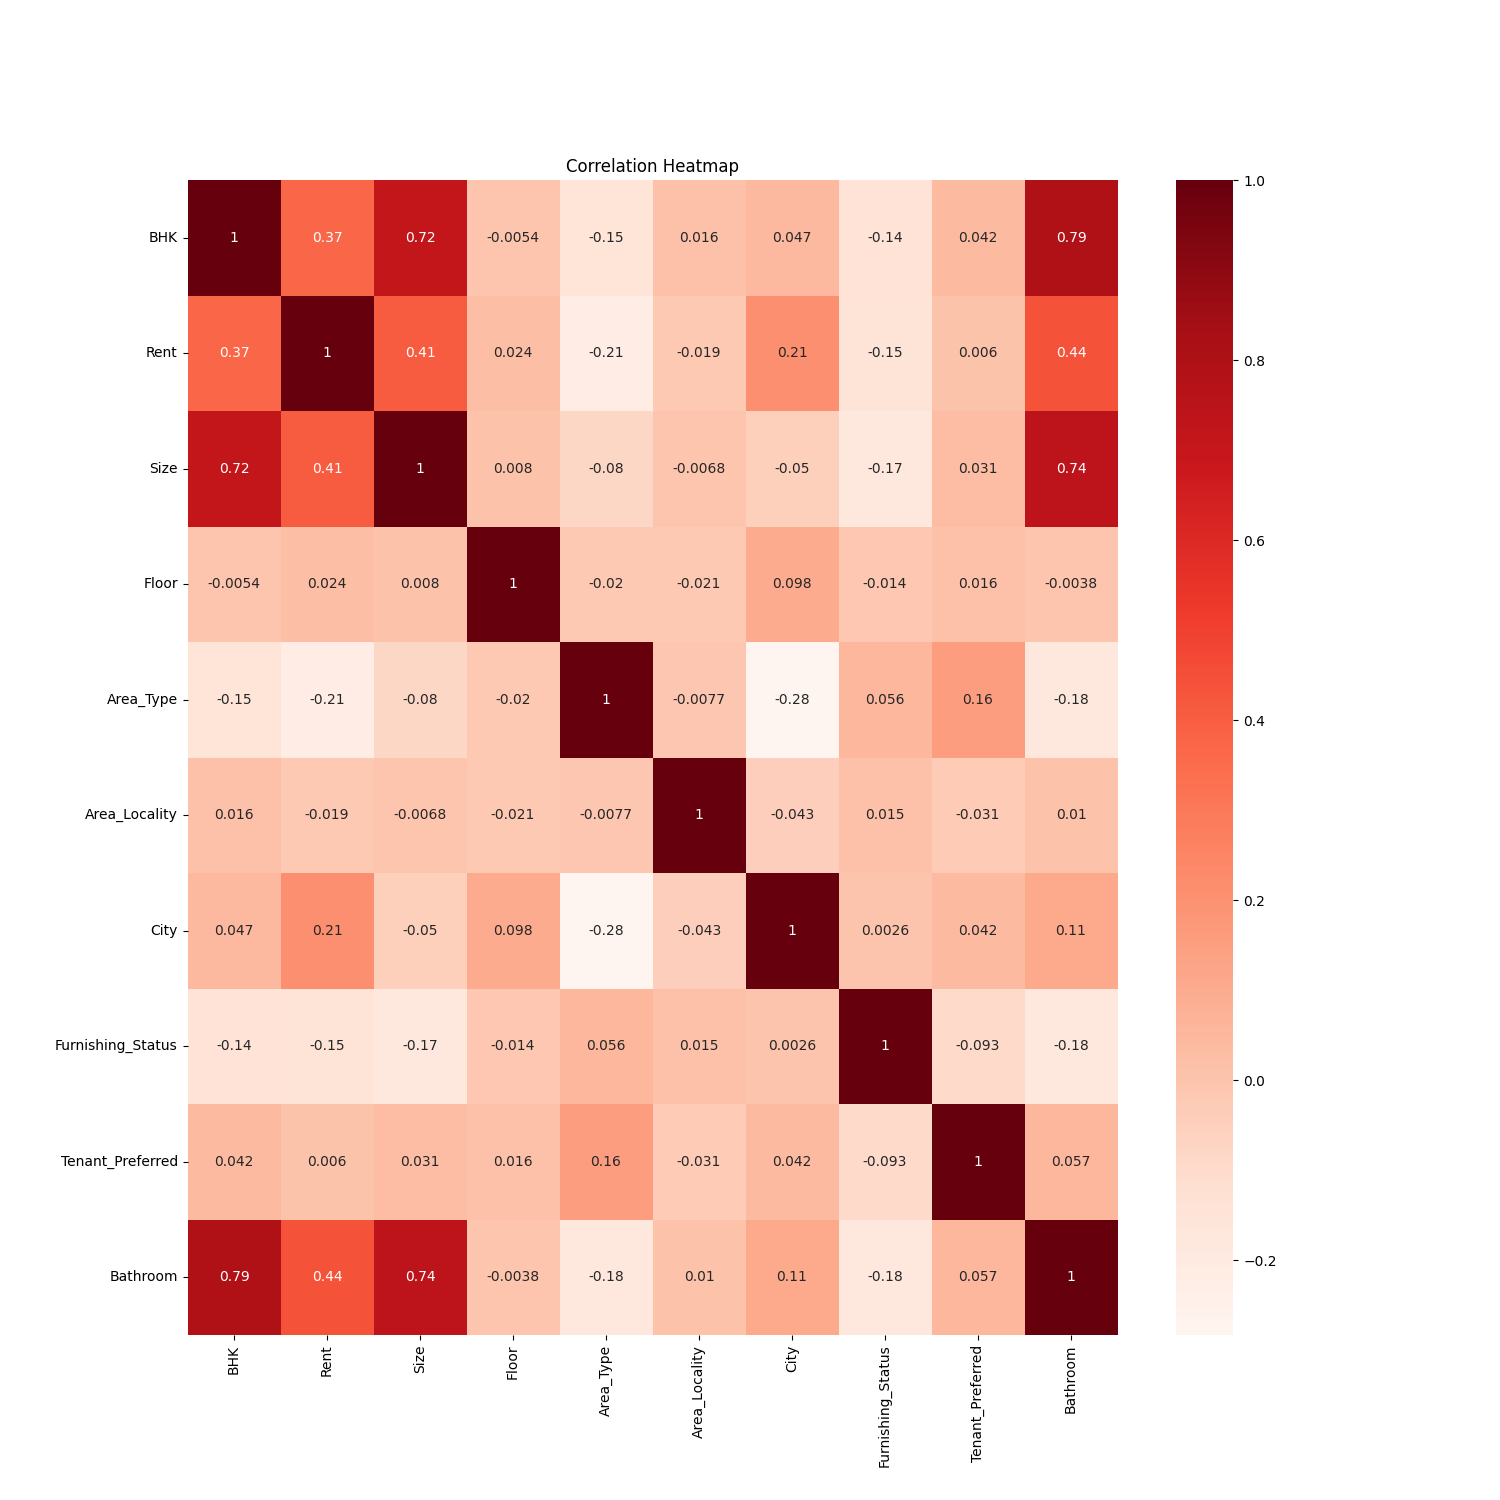 Correlation Heatmap
BHK 1 0.37 0.72 -0.0054 -0.15 0.016 0.047 -0.14 0.042 0.79
Rent 0.37 1 0.41 0.024 -0.21 -0.019 0.21 -0.15 0.006 0.44
Size 0.72 0.41 1 0.008 -0.08 -0.0068 -0.05 -0.17 0.031 0.74
Floor -0.0054 0.024 0.008 1 -0.02 -0.021 0.098 -0.014 0.016 -0.0038
Area_Type -0.15 -0.21 -0.08 -0.02 1 -0.0077 -0.28 0.056 0.16 -0.18
Area_Locality 0.016 -0.019 -0.0068 -0.021 -0.0077 1 -0.043 0.015 -0.031 0.01
City 0.047 0.21 -0.05 0.098 -0.28 -0.043 1 0.0026 0.042 0.11
Furnishing_Status -0.14 -0.15 -0.17 -0.014 0.056 0.015 0.0026 1 -0.093 -0.18
Tenant_Preferred 0.042 0.006 0.031 0.016 0.16 -0.031 0.042 -0.093 1 0.057
Bathroom 0.79 0.44 0.74 -0.0038 -0.18 0.01 0.11 -0.18 0.057 1
BHK
Rent
Size
Floor
Area_Type
Area_Locality
City
Furnishing_Status
Tenant_Preferred
Bathroom
1.0
0.8
0.6
0.4
0.2
0.0
−0.2